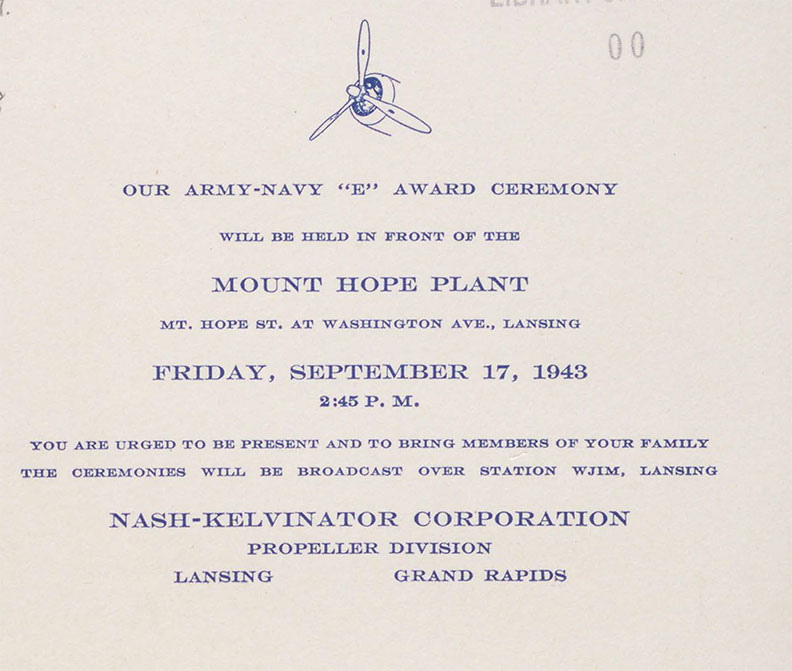 00
OUR ARMY-NAVY “E” AWARD CEREMONY
WILL BE HELD IN FRONT OF THE
MOUNT HOPE PLANT
MT. HOPE ST. AT WASHINGTON AVE., LANSING
FRIDAY, SEPTEMBER 17, 1943
2:45 P. M.
YOU ARE URGED TO BE PRESENT AND TO BRING MEMBERS OF YOUR FAMILY
THE CEREMONIES WILL BE BROADCAST OVER STATION WJIM, LANSING
NASH-KELVINATOR CORPORATION
PROPELLER DIVISION
LANSING GRAND RAPIDS